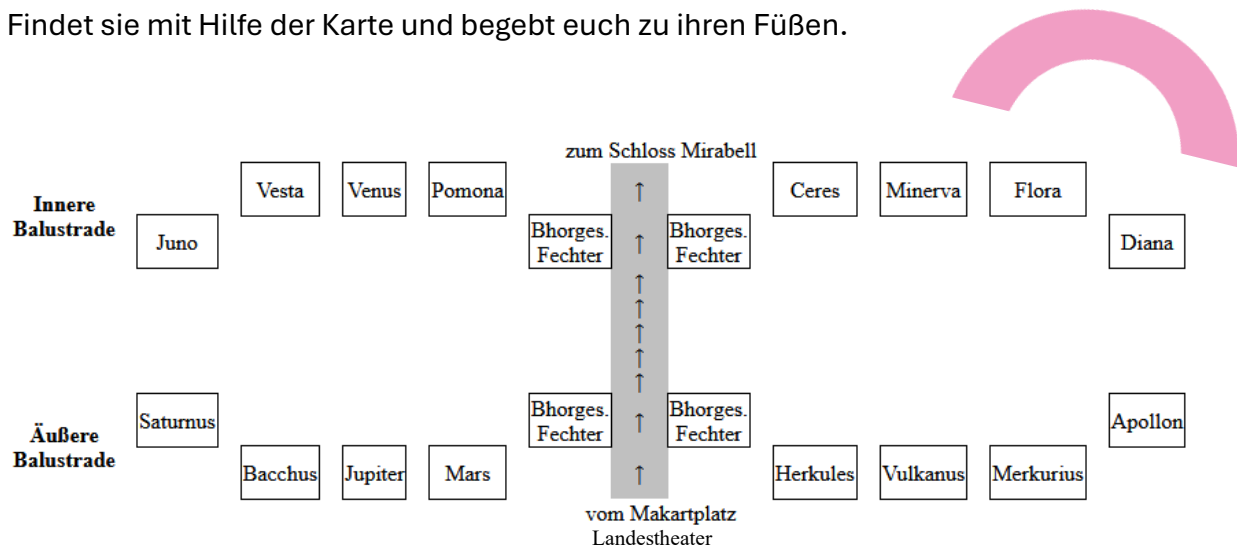 Findet sie mit Hilfe der Karte und begebt euch zu ihren Füßen.
zum Schloss Mirabell
Innere
Balustrade
Juno
Vesta
Venus
Pomona
Bhorges.
Fechter
↑
Bhorges.
Fechter
Ceres
Minerva
Flora
Diana
↑
↑
↑
↑
↑
↑
Äußere
Balustrade
Saturnus
Bacchus
Jupiter
Mars
Bhorges.
Fechter
↑
Bhorges.
Fechter
Herkules
Vulkanus
Merkurius
Apollon
↑
vom Makartplatz
Landestheater